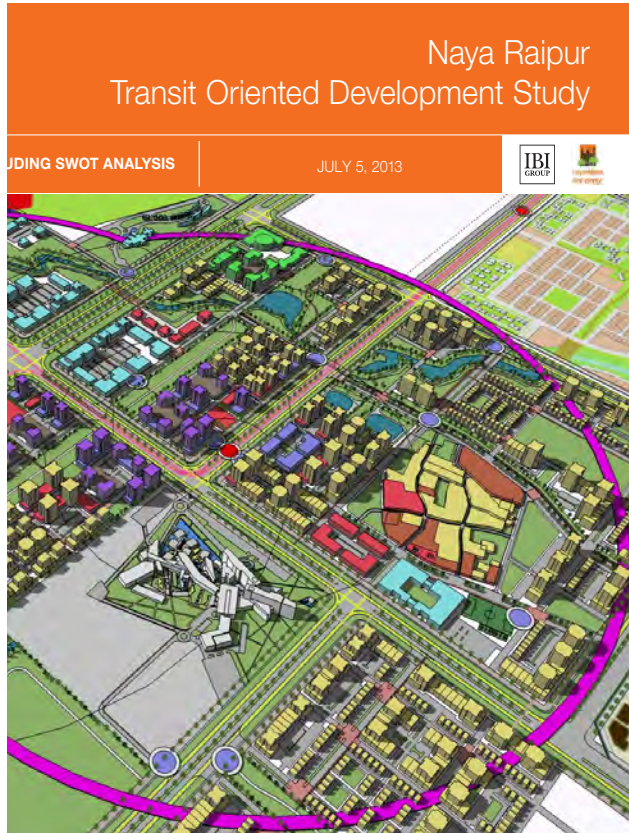 Naya Raipur
Transit Oriented Development Study
UDING SWOT ANALYSIS
JULY 5, 2013
IBI
GROUP